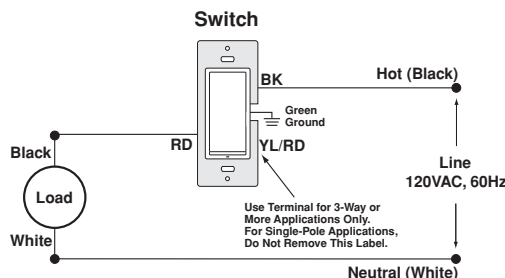 Switch
BK
Hot (Black)
Green
Ground
RD
YL/RD
Black
Line
120VAC, 60Hz
Load
Use Terminal for 3-Way or
More Applications Only.
For Single-Pole Applications,
Do Not Remove This Label.
White
Neutral (White)